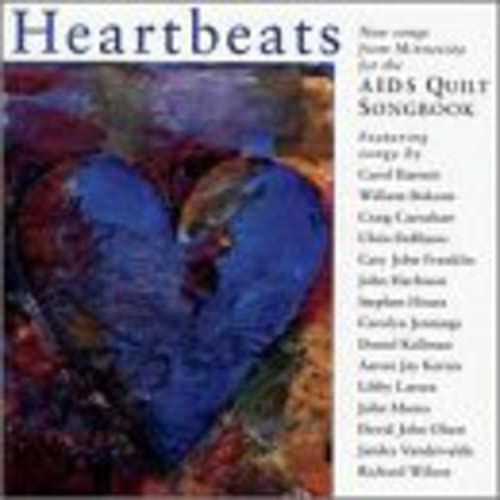 Heartbeats
New songs
from Minnesota
for the
AIDS QUILT
SONGBOOK
Featuring
songs by
Carol Barnett
William Bolcom
Craig Carnahan
Chris DeBlasio
Gary John Franklin
John Harbison
Stephen Houtz
Carolyn Jennings
Daniel Kallman
Aaron Jay Kernis
Libby Larsen
John Musto
David John Olsen
Janika Vandervelde
Richard Wilson